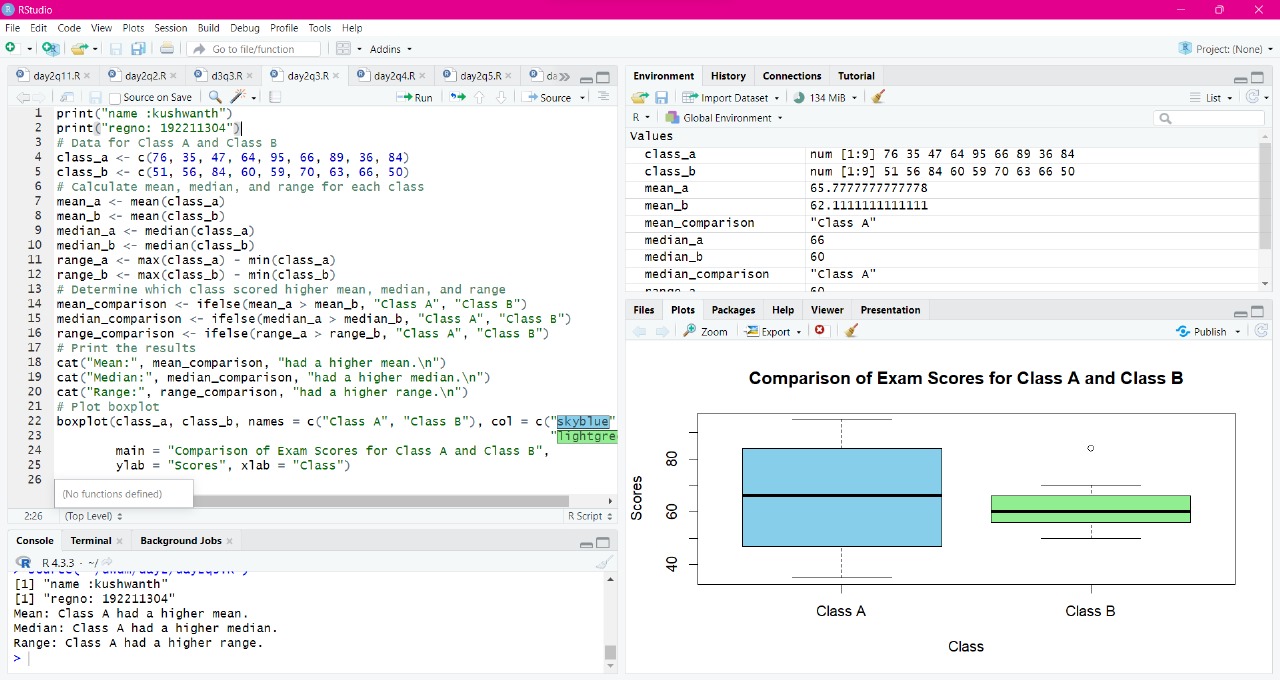 RStudio
File Edit Code View Plots Session Build Debug Profile Tools Help
Go to file/function Addins Project: (None)
day2q11.R day2q2.R d3q3.R day2q3.R day2q4.R day2q5.R da
Source on Save Run Source
1 print("name :kushwanth")
2 print("regno: 192211304")
3 # Data for Class A and Class B
4 class_a <- c(76, 35, 47, 64, 95, 66, 89, 36, 84)
5 class_b <- c(51, 56, 84, 60, 59, 70, 63, 66, 50)
6 # Calculate mean, median, and range for each class
7 mean_a <- mean(class_a)
8 mean_b <- mean(class_b)
9 median_a <- median(class_a)
10 median_b <- median(class_b)
11 range_a <- max(class_a) - min(class_a)
12 range_b <- max(class_b) - min(class_b)
13 # Determine which class scored higher mean, median, and range
14 mean_comparison <- ifelse(mean_a > mean_b, "Class A", "Class B")
15 median_comparison <- ifelse(median_a > median_b, "Class A", "Class B")
16 range_comparison <- ifelse(range_a > range_b, "Class A", "Class B")
17 # Print the results
18 cat("Mean:", mean_comparison, "had a higher mean.\n")
19 cat("Median:", median_comparison, "had a higher median.\n")
20 cat("Range:", range_comparison, "had a higher range.\n")
21 # Plot boxplot
22 boxplot(class_a, class_b, names = c("Class A", "Class B"), col = c("skyblue"
23 "lightgre
24 main = "Comparison of Exam Scores for Class A and Class B",
25 ylab = "Scores", xlab = "Class")
26
(No functions defined)
2:26 (Top Level) R Script
Console Terminal Background Jobs
R 4.3.3 · ~/
[1] "name :kushwanth"
[1] "regno: 192211304"
Mean: Class A had a higher mean.
Median: Class A had a higher median.
Range: Class A had a higher range.
>
Environment History Connections Tutorial
Import Dataset 134 MiB List
R Global Environment
Values
class_a num [1:9] 76 35 47 64 95 66 89 36 84
class_b num [1:9] 51 56 84 60 59 70 63 66 50
mean_a 65.7777777777778
mean_b 62.1111111111111
mean_comparison "Class A"
median_a 66
median_b 60
median_comparison "Class A"
range_a 60
Files Plots Packages Help Viewer Presentation
Zoom Export Publish
Comparison of Exam Scores for Class A and Class B
Scores
80
60
40
Class A Class B
Class